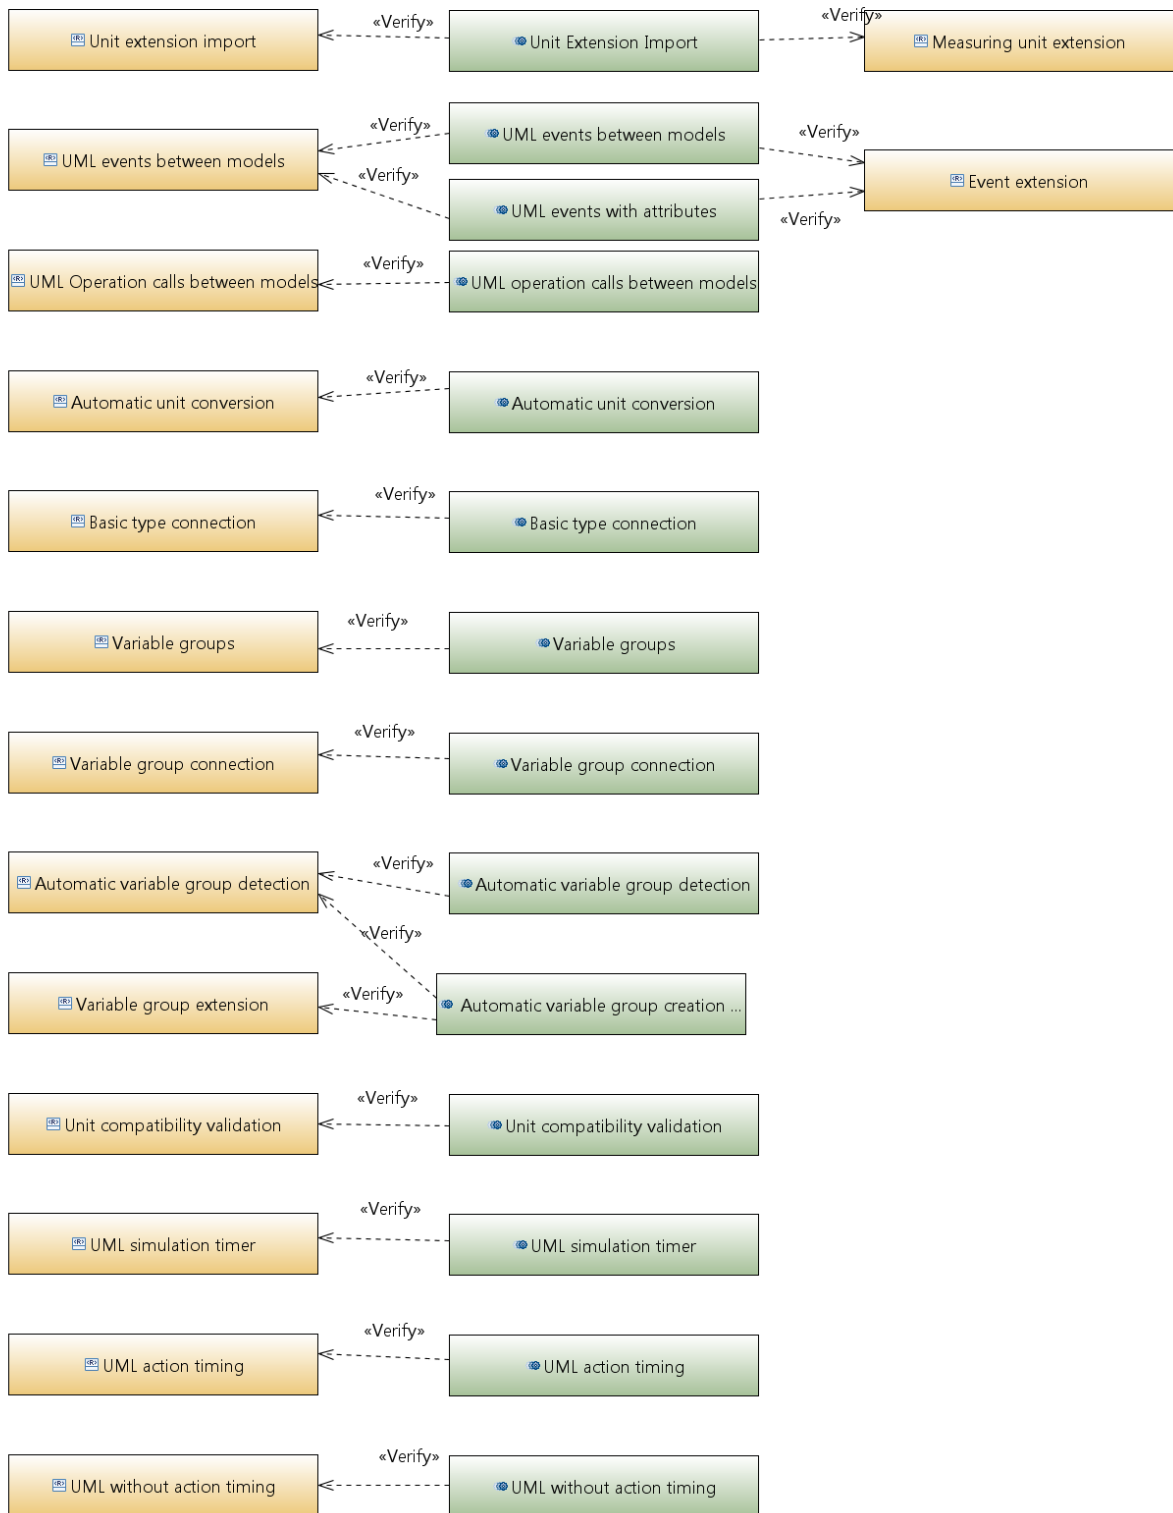 «Verify»
«Verify»
Unit extension import
Unit Extension Import
Measuring unit extension
«Verify»
«Verify»
UML events between models
UML events between models
«Verify»
Event extension
UML events with attributes
«Verify»
«Verify»
UML Operation calls between models
UML operation calls between models
«Verify»
Automatic unit conversion
Automatic unit conversion
«Verify»
Basic type connection
Basic type connection
«Verify»
Variable groups
Variable groups
«Verify»
Variable group connection
Variable group connection
«Verify»
Automatic variable group detection
Automatic variable group detection
«Verify»
«Verify»
Variable group extension
Automatic variable group creation ...
«Verify»
Unit compatibility validation
Unit compatibility validation
«Verify»
UML simulation timer
UML simulation timer
«Verify»
UML action timing
UML action timing
«Verify»
UML without action timing
UML without action timing